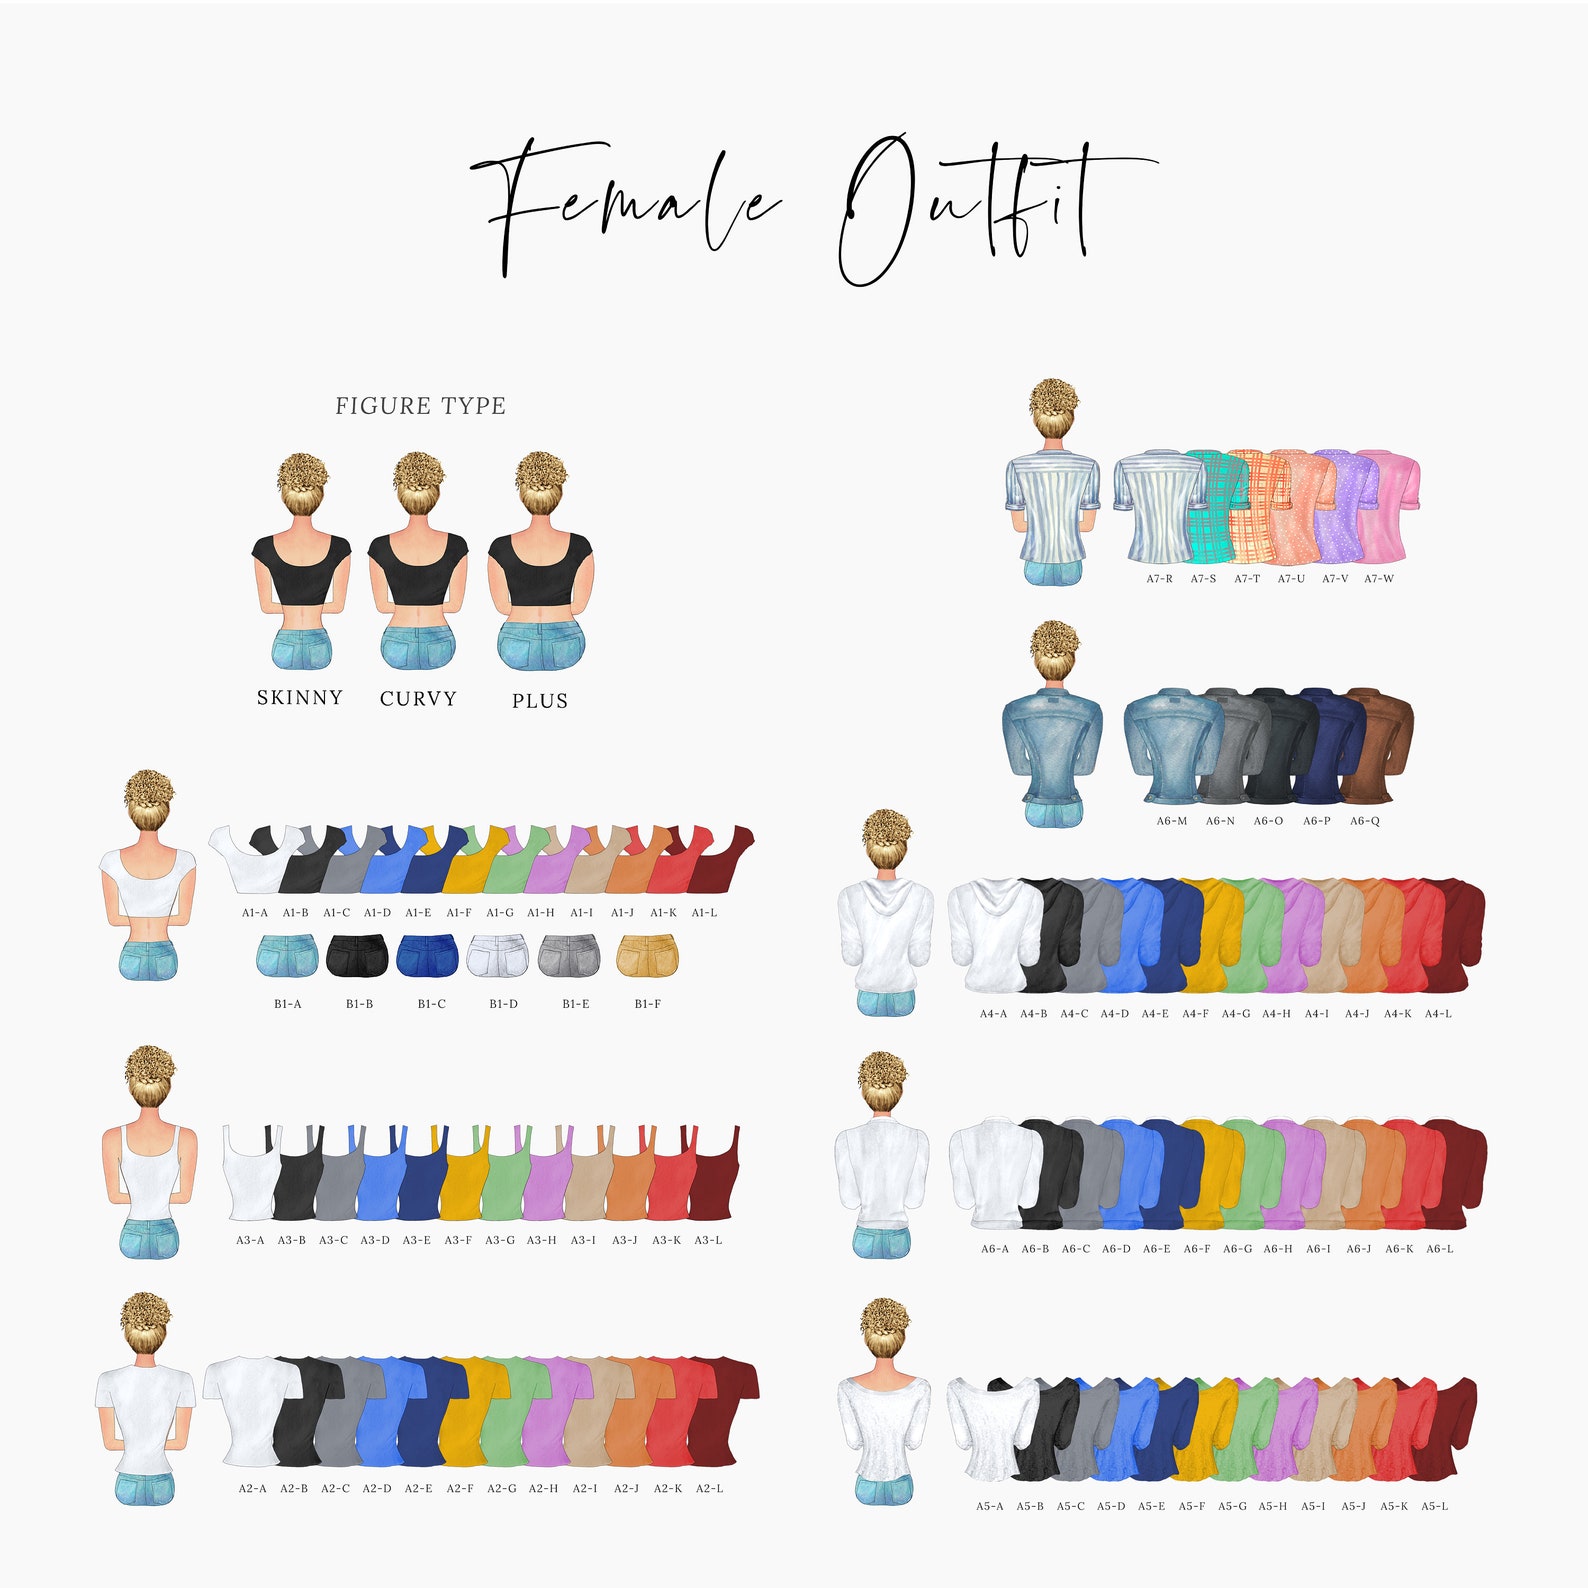 Female Outfit
FIGURE TYPE
SKINNY CURVY PLUS
A1-A A1-B A1-C A1-D A1-E A1-F A1-G A1-H A1-I A1-J A1-K A1-L
B1-A B1-B B1-C B1-D B1-E B1-F
A3-A A3-B A3-C A3-D A3-E A3-F A3-G A3-H A3-I A3-J A3-K A3-L
A2-A A2-B A2-C A2-D A2-E A2-F A2-G A2-H A2-I A2-J A2-K A2-L
A7-R A7-S A7-T A7-U A7-V A7-W
A6-M A6-N A6-O A6-P A6-Q
A4-A A4-B A4-C A4-D A4-E A4-F A4-G A4-H A4-I A4-J A4-K A4-L
A6-A A6-B A6-C A6-D A6-E A6-F A6-G A6-H A6-I A6-J A6-K A6-L
A5-A A5-B A5-C A5-D A5-E A5-F A5-G A5-H A5-I A5-J A5-K A5-L